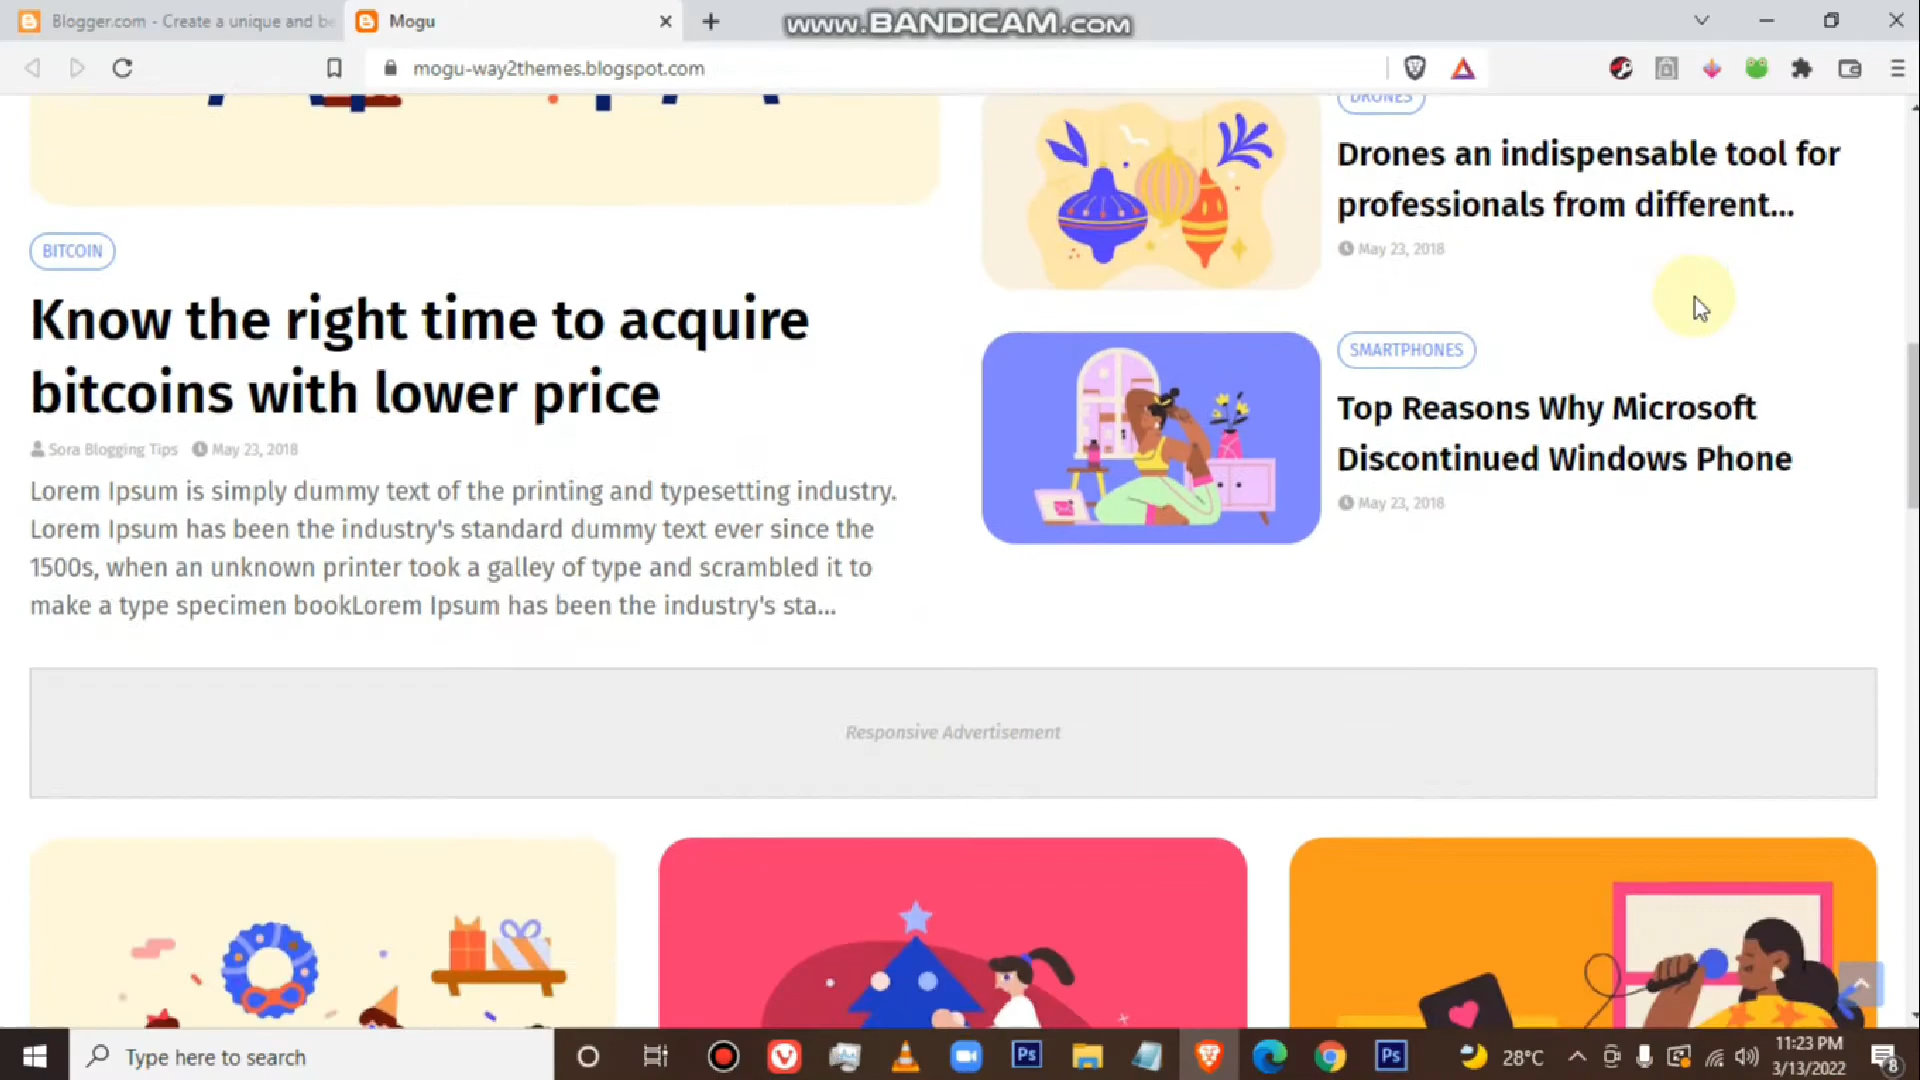 Blogger.com - Create a unique and be
Mogu
www.BANDICAM.com
mogu-way2themes.blogspot.com
DRONES
Drones an indispensable tool for
professionals from different...
May 23, 2018
BITCOIN
Know the right time to acquire
bitcoins with lower price
Sora Blogging Tips May 23, 2018
Lorem Ipsum is simply dummy text of the printing and typesetting industry.
Lorem Ipsum has been the industry's standard dummy text ever since the
1500s, when an unknown printer took a galley of type and scrambled it to
make a type specimen bookLorem Ipsum has been the industry's sta...
SMARTPHONES
Top Reasons Why Microsoft
Discontinued Windows Phone
May 23, 2018
Responsive Advertisement
Type here to search
Ps
Ps
28°C
11:23 PM
3/13/2022
8